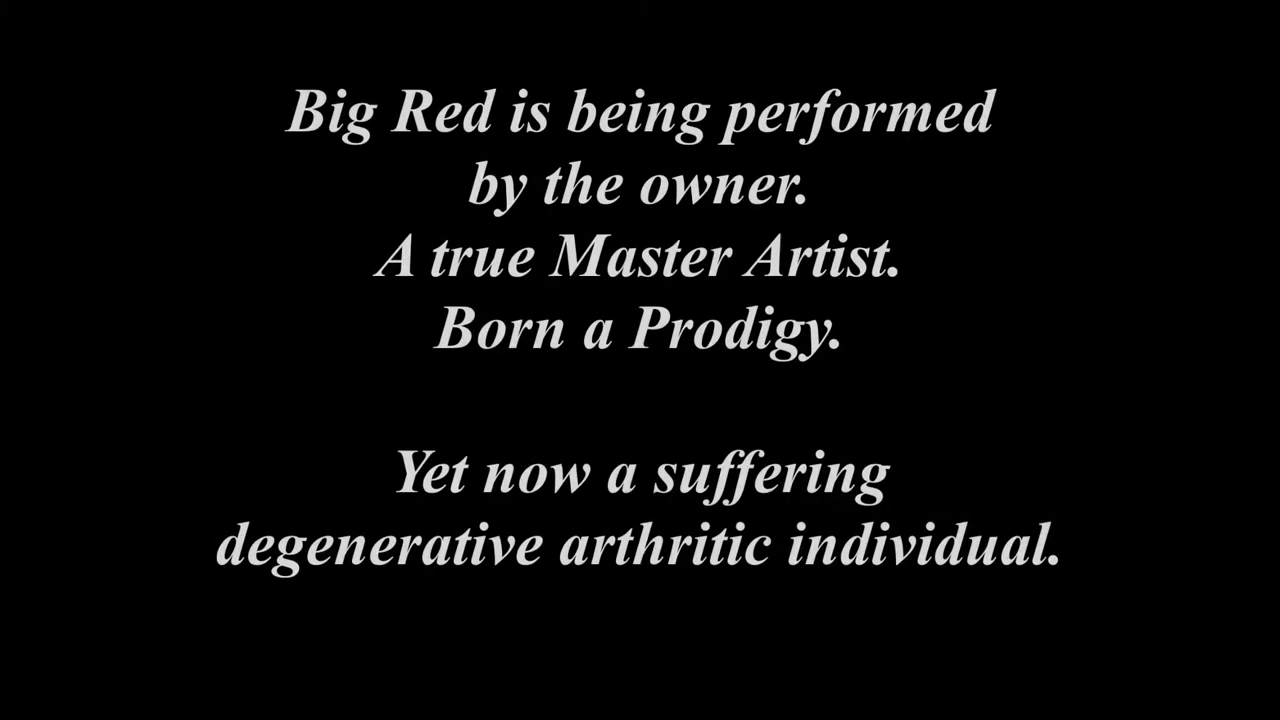 Big Red is being performed
by the owner.
A true Master Artist.
Born a Prodigy.
Yet now a suffering
degenerative arthritic individual.